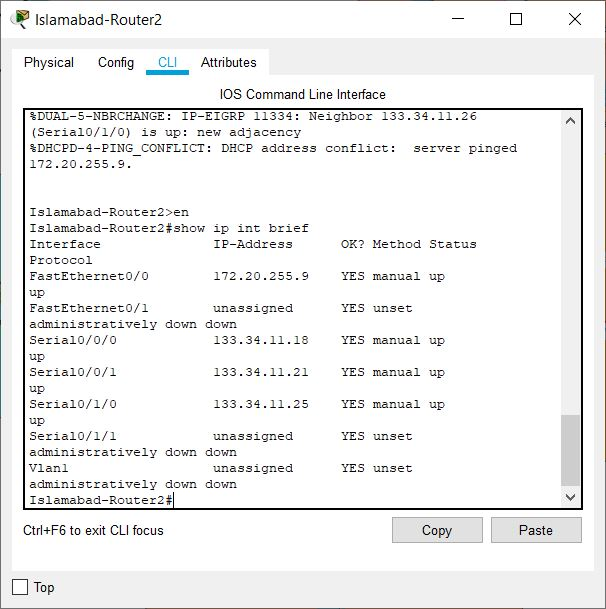 Islamabad-Router2
Physical Config CLI Attributes
IOS Command Line Interface
%DUAL-5-NBRCHANGE: IP-EIGRP 11334: Neighbor 133.34.11.26
(Serial0/1/0) is up: new adjacency
%DHCPD-4-PING_CONFLICT: DHCP address conflict:  server pinged
172.20.255.9.
Islamabad-Router2>en
Islamabad-Router2#show ip int brief
Interface              IP-Address      OK? Method Status
Protocol
FastEthernet0/0        172.20.255.9    YES manual up
up
FastEthernet0/1        unassigned      YES unset
administratively down down
Serial0/0/0            133.34.11.18    YES manual up
up
Serial0/0/1            133.34.11.21    YES manual up
up
Serial0/1/0            133.34.11.25    YES manual up
up
Serial0/1/1            unassigned      YES unset
administratively down down
Vlan1                  unassigned      YES unset
administratively down down
Islamabad-Router2#
Ctrl+F6 to exit CLI focus
Copy
Paste
Top